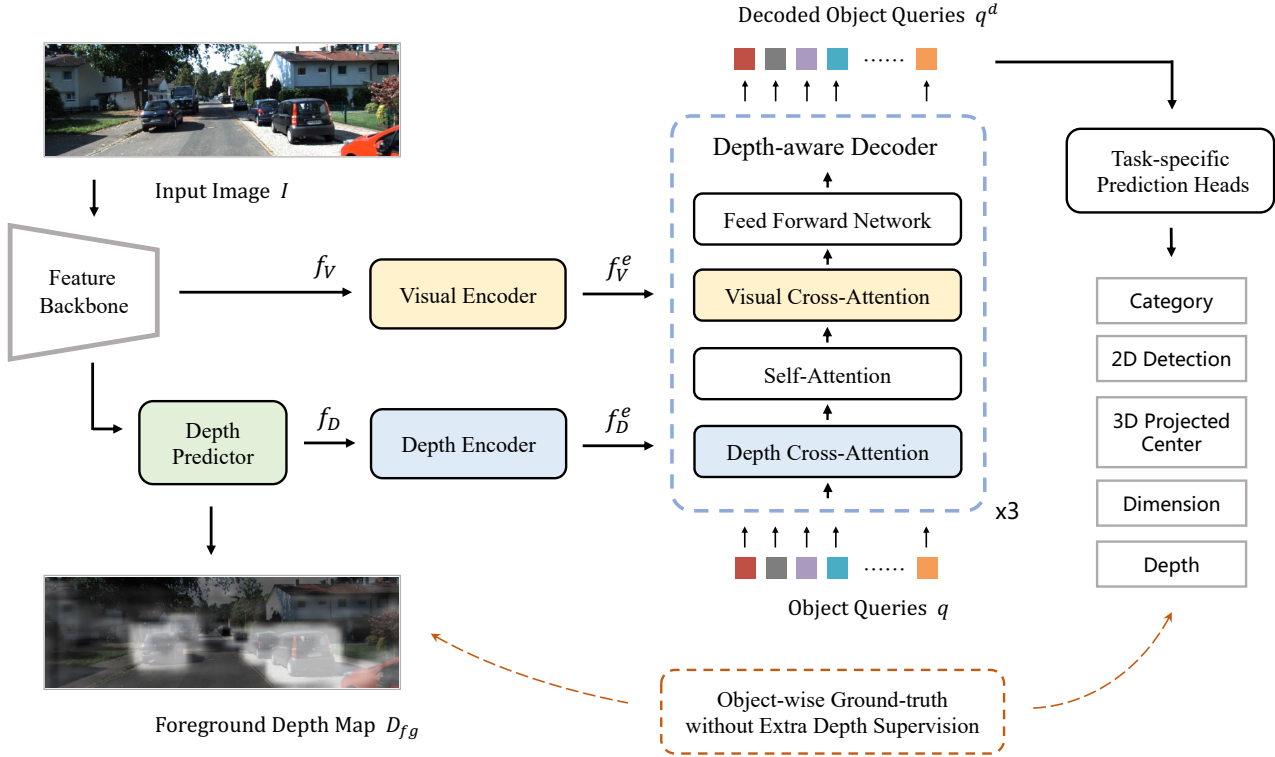 Decoded Object Queries q^d
......
Depth-aware Decoder
Task-specific
Prediction Heads
Input Image I
Feed Forward Network
Feature
Backbone
f_V
Visual Encoder
f_V^e
Visual Cross-Attention
Category
2D Detection
Self-Attention
Depth
Predictor
f_D
Depth Encoder
f_D^e
Depth Cross-Attention
3D Projected
Center
Dimension
x3
Depth
......
Object Queries q
Object-wise Ground-truth
without Extra Depth Supervision
Foreground Depth Map D_fg